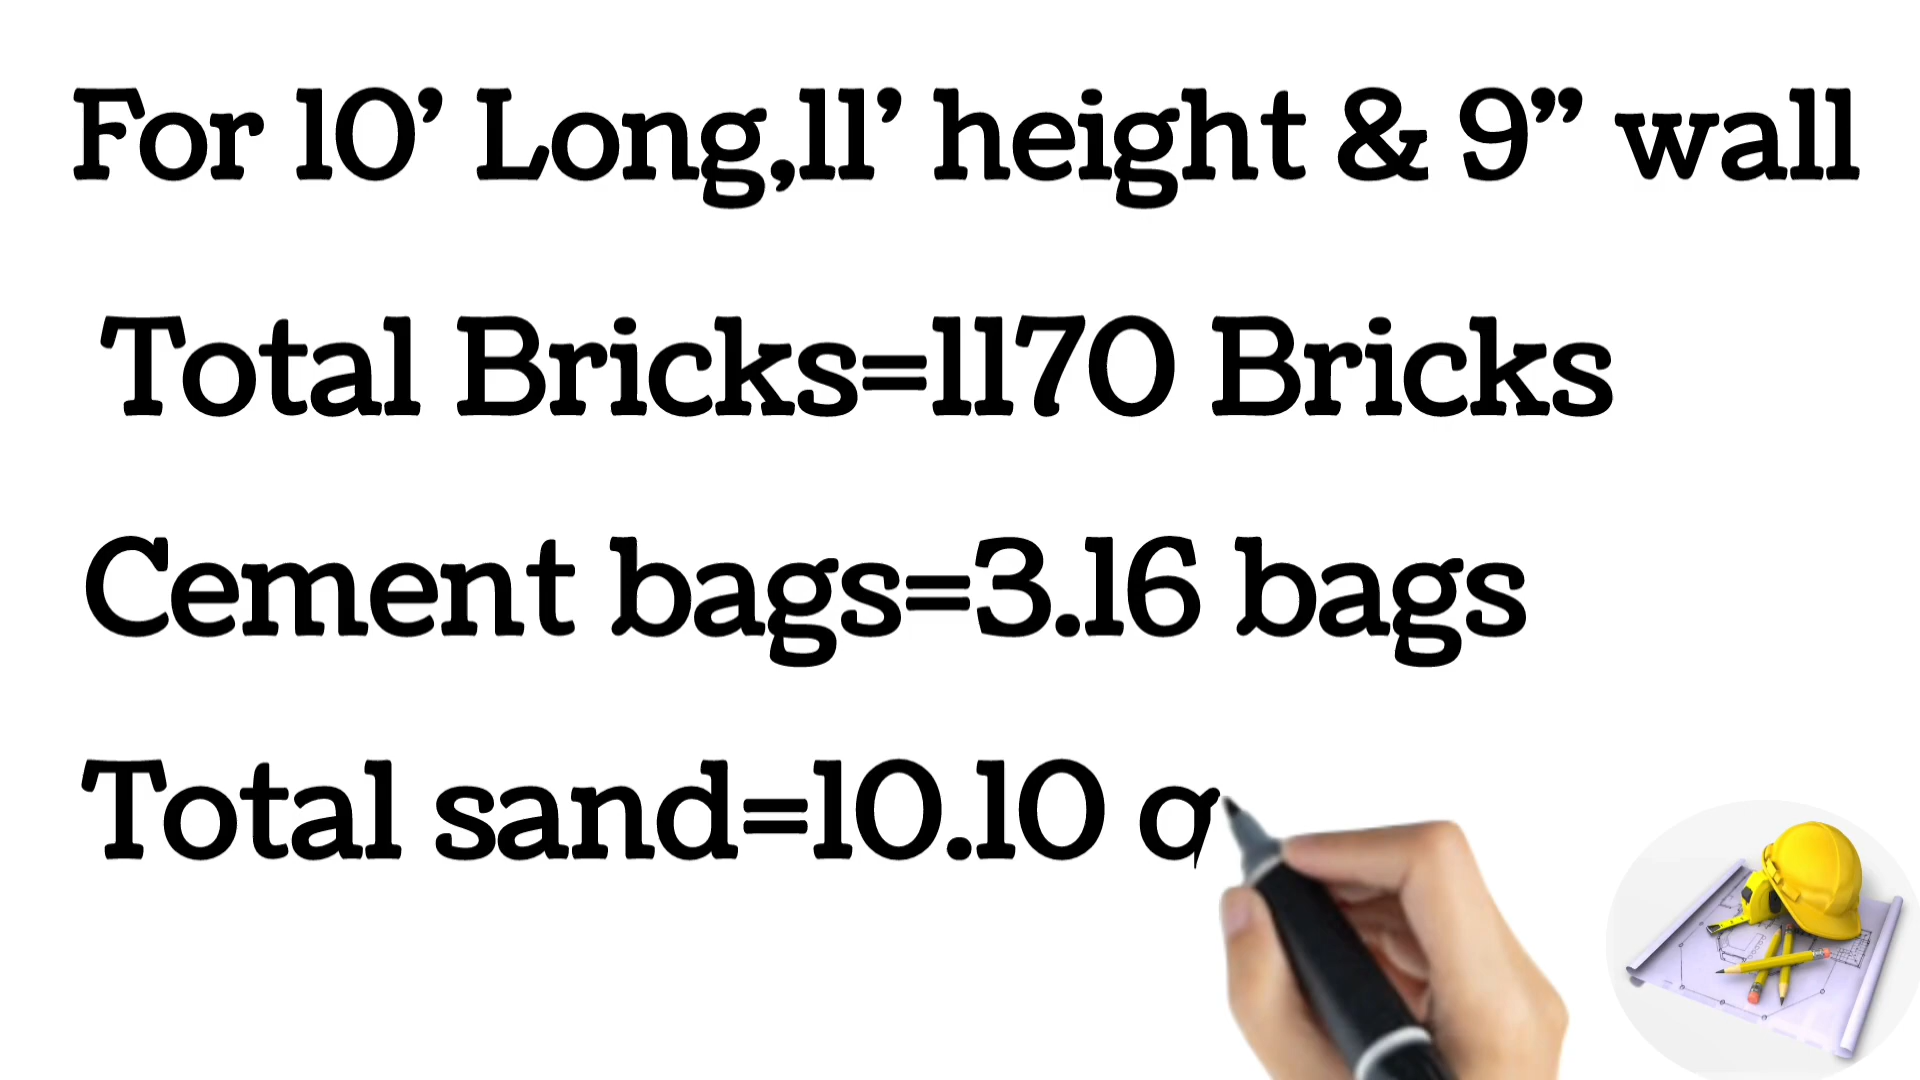 For 10’ Long,11’ height & 9” wall
Total Bricks=1170 Bricks
Cement bags=3.16 bags
Total sand=10.10